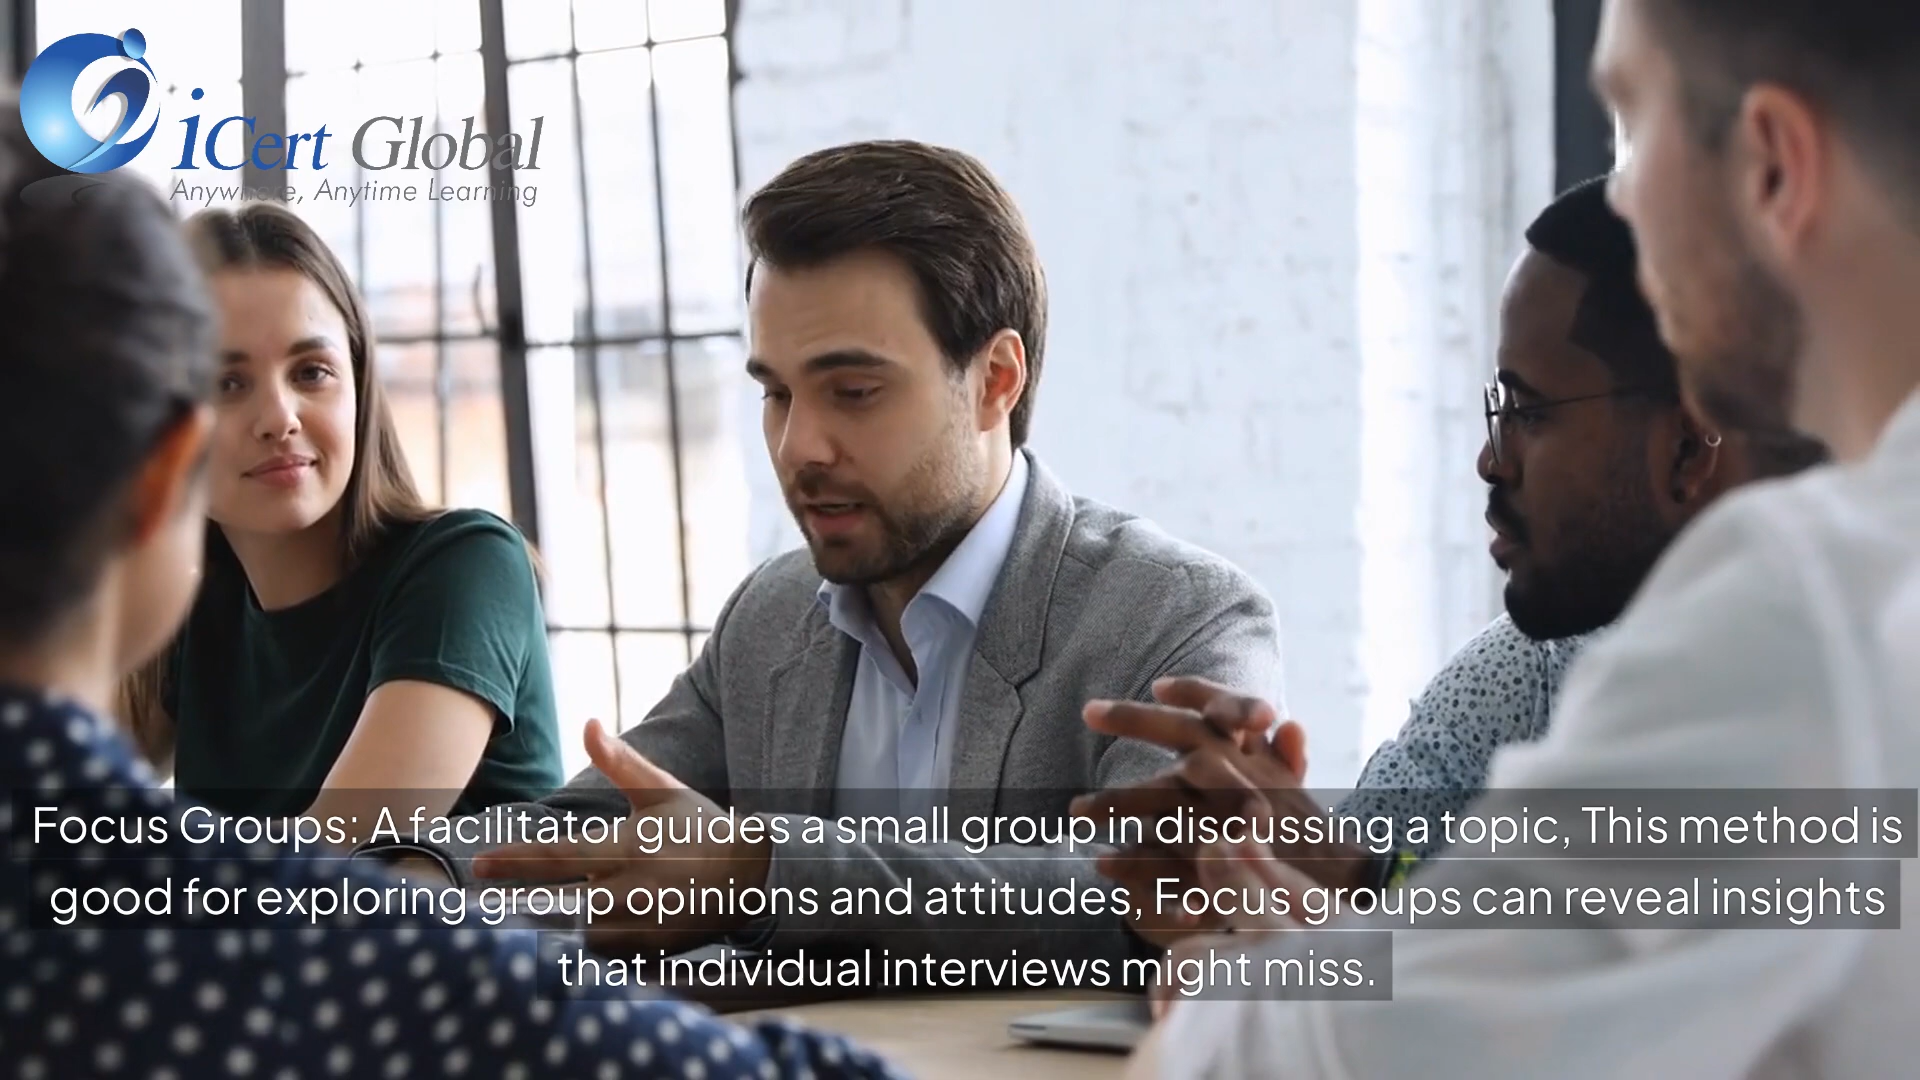 iCert Global
Anywhere, Anytime Learning
Focus Groups: A facilitator guides a small group in discussing a topic, This method is
good for exploring group opinions and attitudes, Focus groups can reveal insights
that individual interviews might miss.